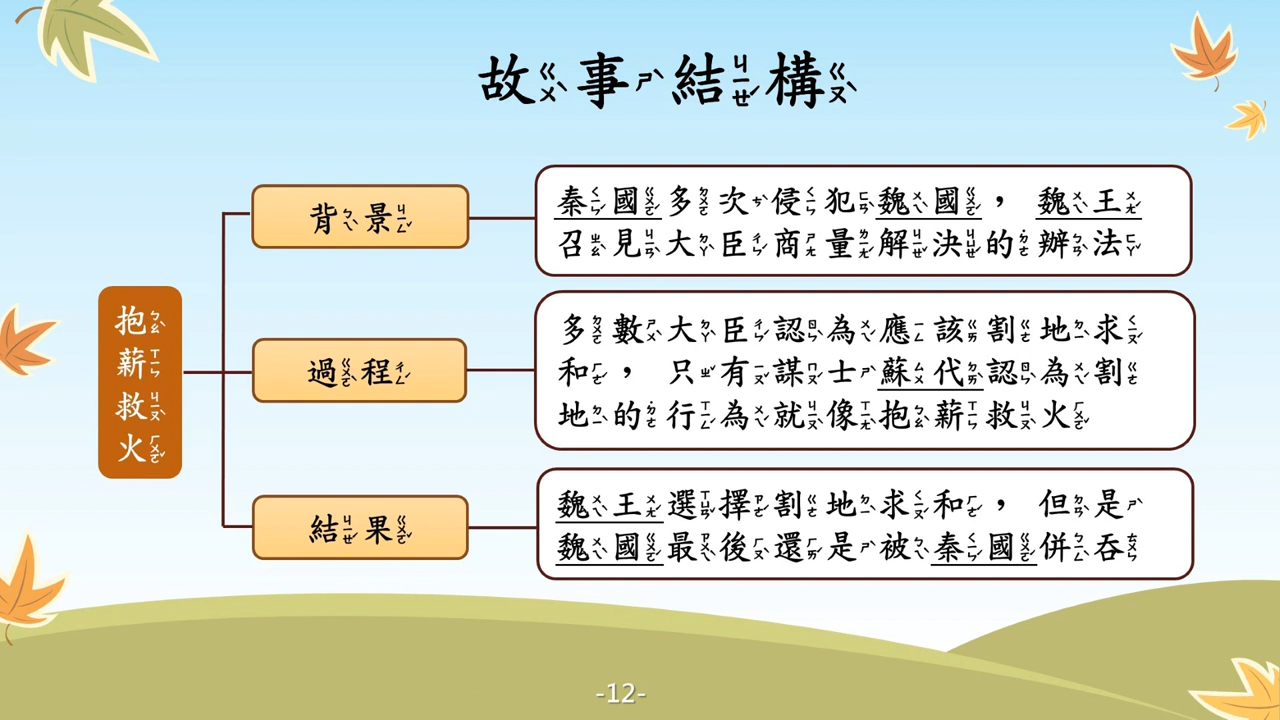 故事結構
抱薪救火
背景
秦國多次侵犯魏國，魏王
召見大臣商量解決的辦法
過程
多數大臣認為應該割地求
和，只有謀士蘇代認為割
地的行為就像抱薪救火
結果
魏王選擇割地求和，但是
魏國最後還是被秦國併吞
-12-